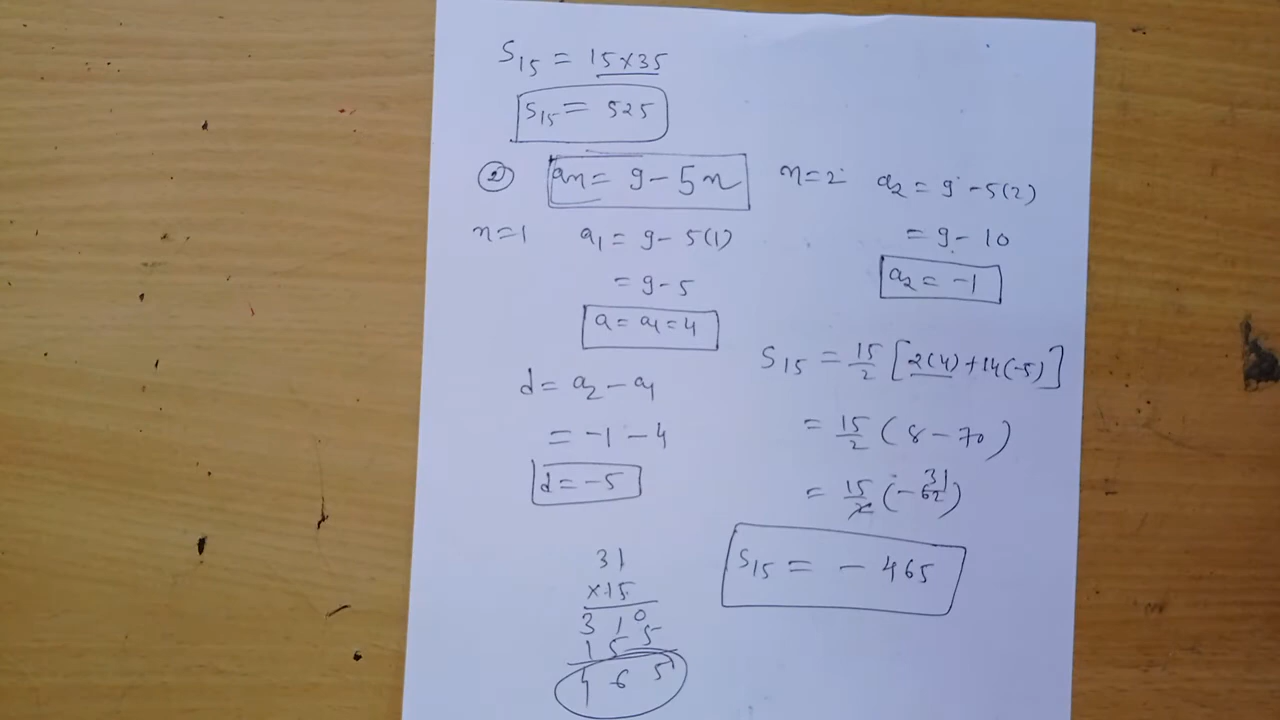 S15 = 15×35
S15 = 525
② an = 9 - 5n
n=1 a1 = 9 - 5(1)
= 9 - 5
a = a1 = 4
d = a2 - a1
= -1 - 4
d = -5
n=2 a2 = 9 - 5(2)
= 9 - 10
a2 = -1
S15 = 15/2 [2(4) + 14(-5)]
= 15/2 (8 - 70)
= 15/2 (-62) 31
S15 = - 465
31
×15
310
155
465